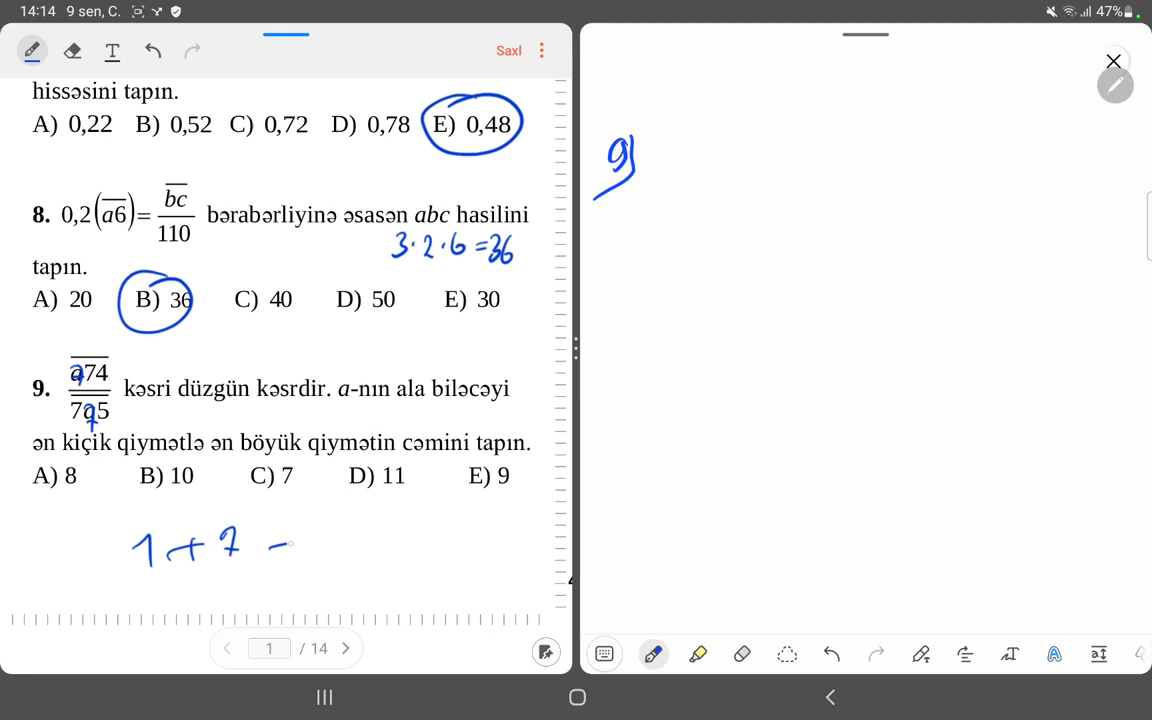 14:14 9 sen, C. 47%
Saxl
hissəsini tapın.
A) 0,22 B) 0,52 C) 0,72 D) 0,78 E) 0,48
8. 0,2(a6)= bc/110 bərabərliyinə əsasən abc hasilini
3·2·6=36
tapın.
A) 20 B) 36 C) 40 D) 50 E) 30
9. a74/7a5 kəsri düzgün kəsrdir. a-nın ala biləcəyi
ən kiçik qiymətlə ən böyük qiymətin cəmini tapın.
A) 8 B) 10 C) 7 D) 11 E) 9
1+7 -
1 / 14
9)